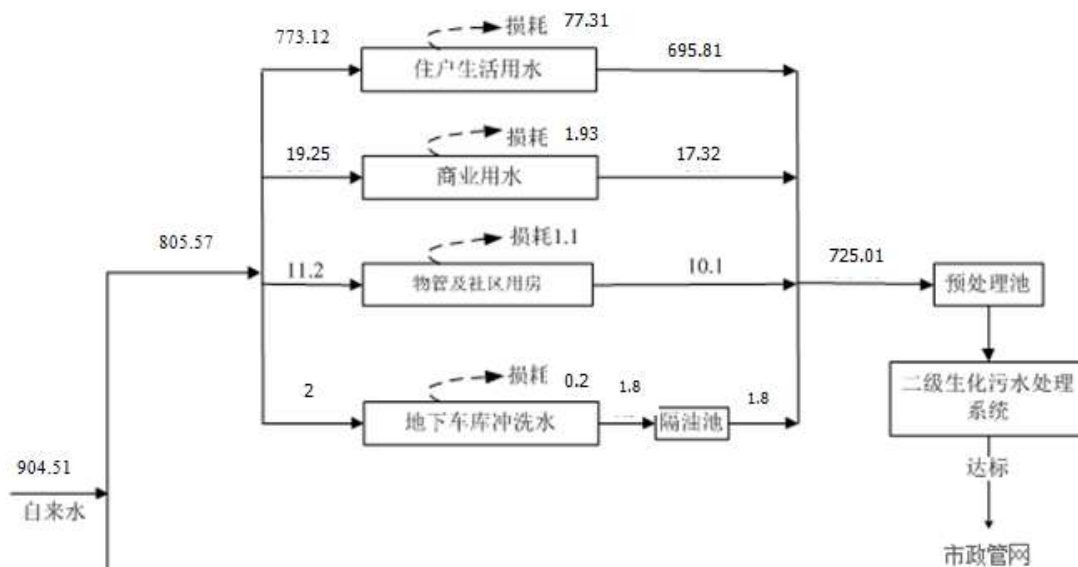 773.12
损耗 77.31
住户生活用水
695.81
19.25
损耗 1.93
商业用水
17.32
805.57
11.2
损耗1.1
物管及社区用房
10.1
725.01
预处理池
2
损耗 0.2
地下车库冲洗水
1.8
隔油池
1.8
二级生化污水处理
系统
达标
市政管网
904.51
自来水